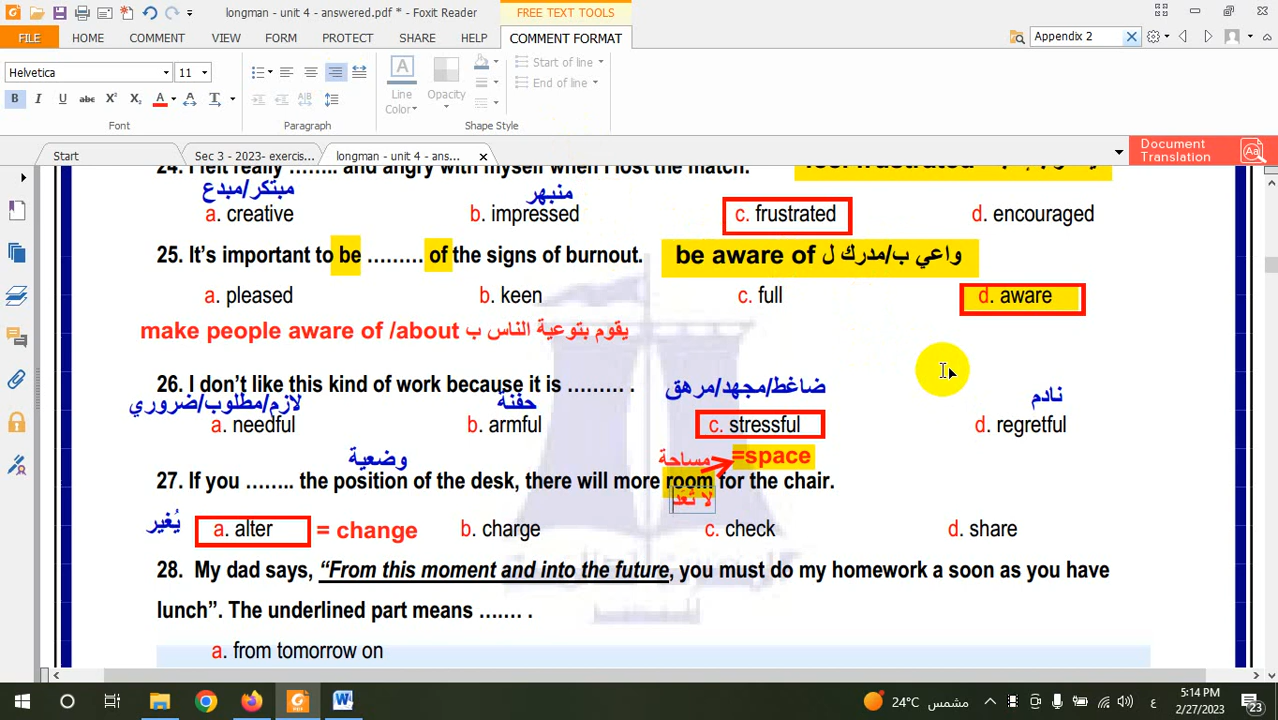 longman - unit 4 - answered.pdf * - Foxit Reader
FREE TEXT TOOLS
FILE HOME COMMENT VIEW FORM PROTECT SHARE HELP COMMENT FORMAT
Appendix 2
Helvetica 11
Start of line
End of line
Line Color
Opacity
Font
Paragraph
Shape Style
Start
Sec 3 - 2023- exercis...
longman - unit 4 - ans...
Document Translation
24. I felt really …….. and angry with myself when I lost the match. feel frustrated
مبتكر/مبدع منبهر
a. creative b. impressed c. frustrated d. encouraged
25. It’s important to be ……… of the signs of burnout. be aware of واعي ب/مدرك ل
a. pleased b. keen c. full d. aware
make people aware of /about يقوم بتوعية الناس ب
26. I don’t like this kind of work because it is ……… . ضاغط/مجهد/مرهق
لازم/مطلوب/ضروري حفنة نادم
a. needful b. armful c. stressful d. regretful
وضعية مساحة =space
27. If you …….. the position of the desk, there will more room for the chair.
لا تُعَد
يُغير a. alter = change b. charge c. check d. share
28. My dad says, “From this moment and into the future, you must do my homework a soon as you have
lunch”. The underlined part means ……. .
a. from tomorrow on
24°C مشمس
ع
5:14 PM
2/27/2023
23